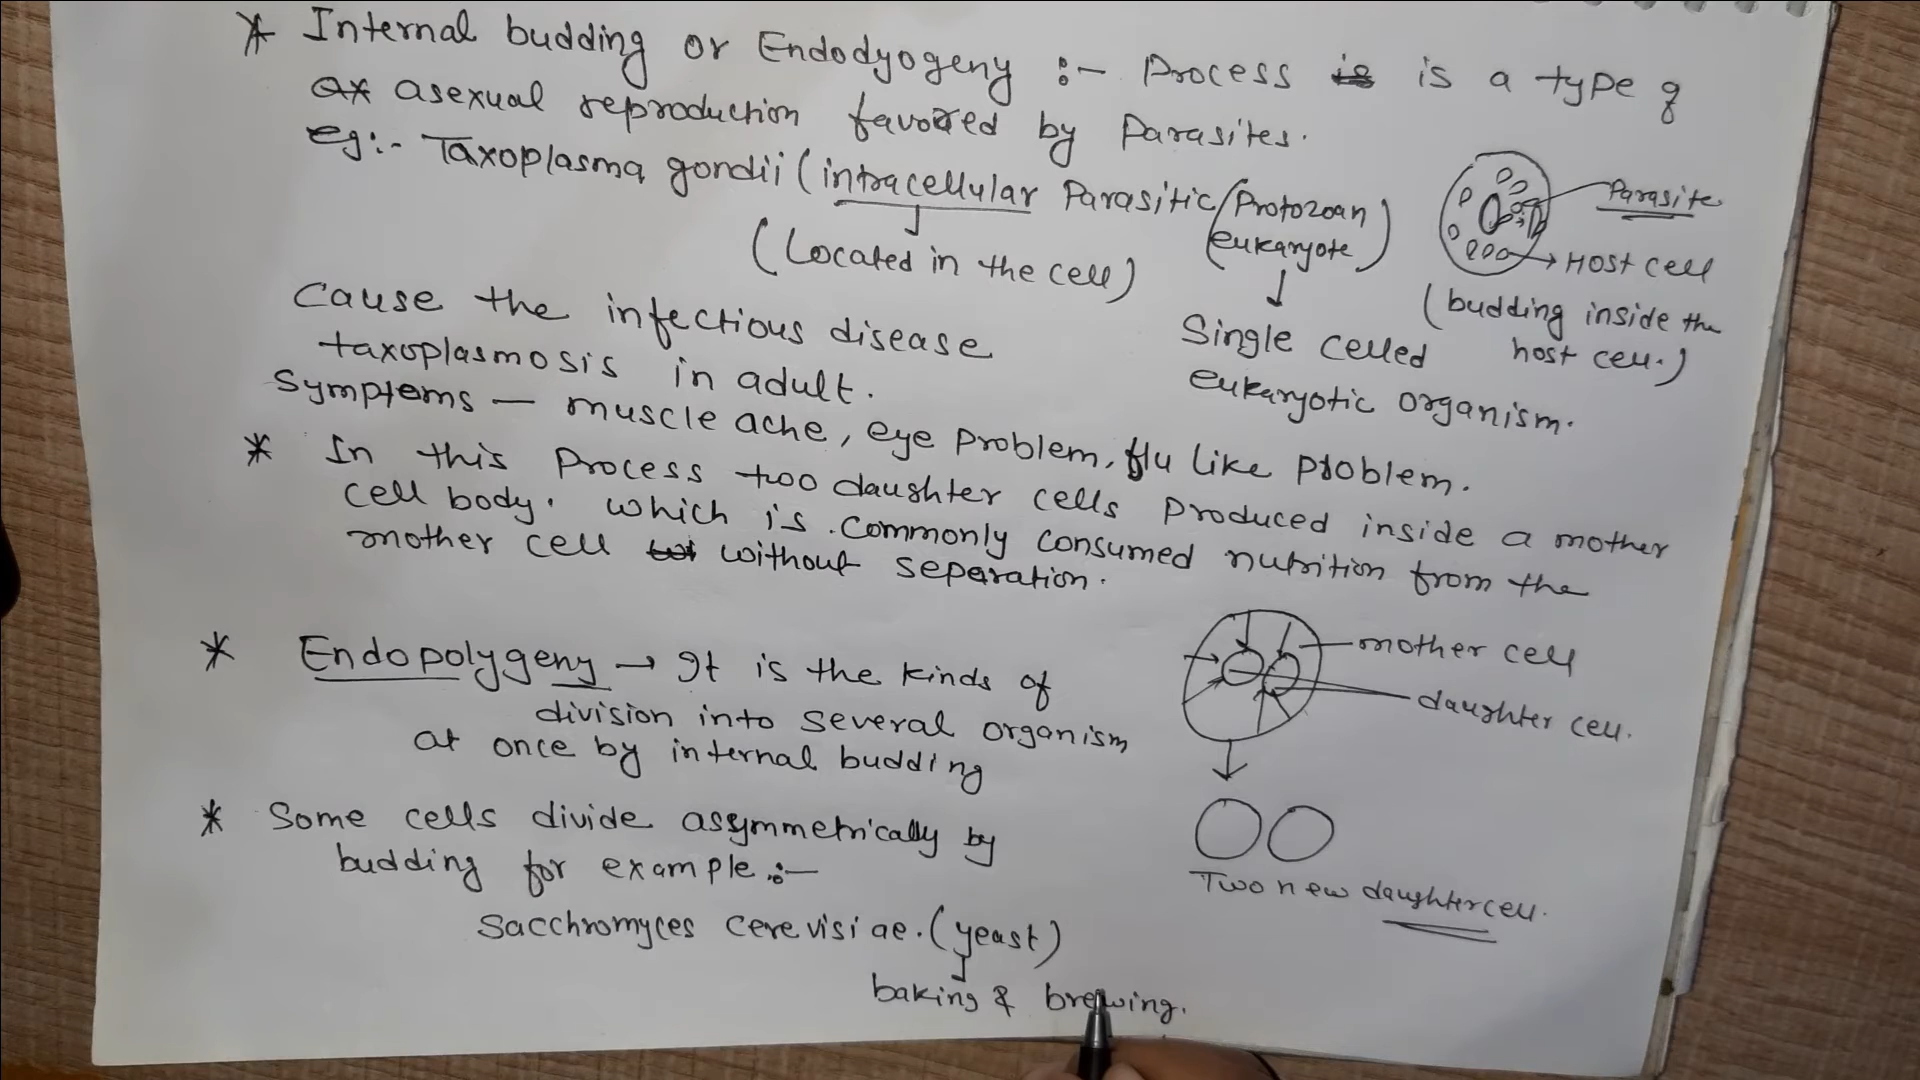 * Internal budding or Endodyogeny :- Process is is a type of
asexual reproduction favored by Parasites.
eg:- Taxoplasma gondii (intracellular Parasitic/Protozoan
eukaryote)
(Located in the cell)
Parasite
Host cell
(budding inside the
host cell.)
Single celled
eukaryotic organism.
Cause the infectious disease
taxoplasmosis in adult.
Symptems — muscle ache, eye problem, flu like problem.
* In this Process two daughter cells produced inside a mother
cell body. which is commonly consumed nutrition from the
mother cell without separation.
mother cell
daughter cell.
* Endopolygeny → It is the kinds of
division into several organism
at once by internal budding
Two new daughter cell.
* Some cells divide asymmetrically by
budding for example :-
Sacchromyces cerevisiae. (yeast)
baking & brewing.